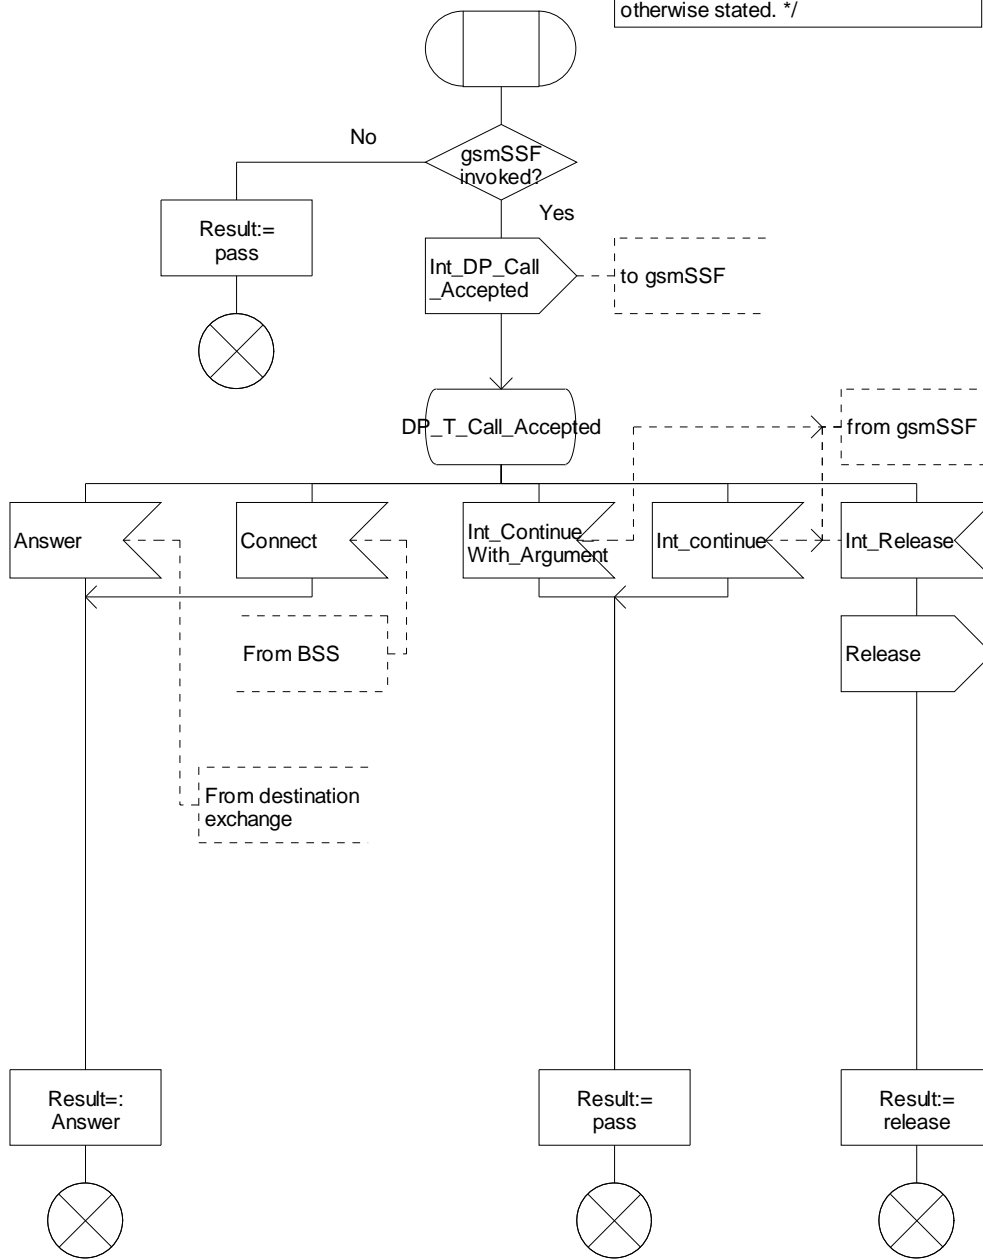 otherwise stated. */
No
gsmSSF
invoked?
Yes
Result:=
pass
Int_DP_Call
_Accepted
to gsmSSF
DP_T_Call_Accepted
from gsmSSF
Answer
Connect
Int_Continue_
With_Argument
Int_continue
Int_Release
From BSS
Release
From destination
exchange
Result=:
Answer
Result:=
pass
Result:=
release